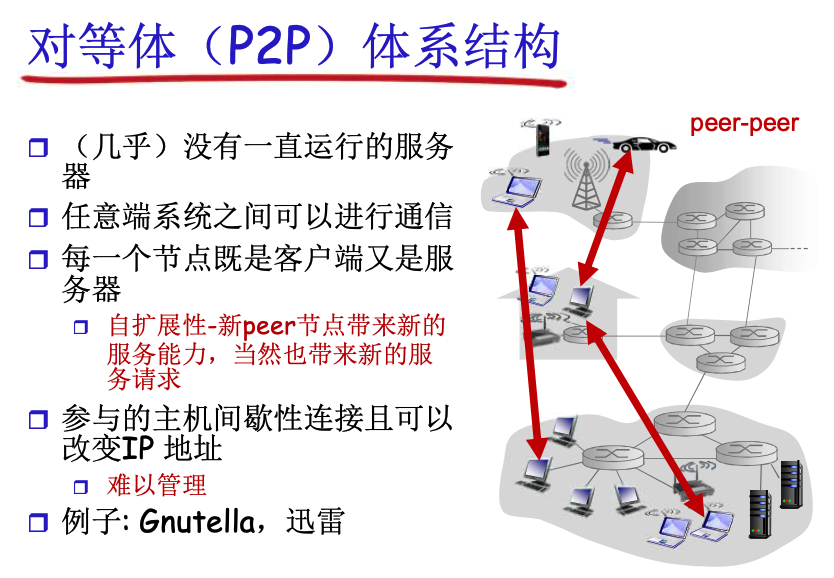 对等体（P2P）体系结构
peer-peer
（几乎）没有一直运行的服务
器
任意端系统之间可以进行通信
每一个节点既是客户端又是服
务器
自扩展性-新peer节点带来新的
服务能力，当然也带来新的服
务请求
参与的主机间歇性连接且可以
改变IP 地址
难以管理
例子: Gnutella，迅雷